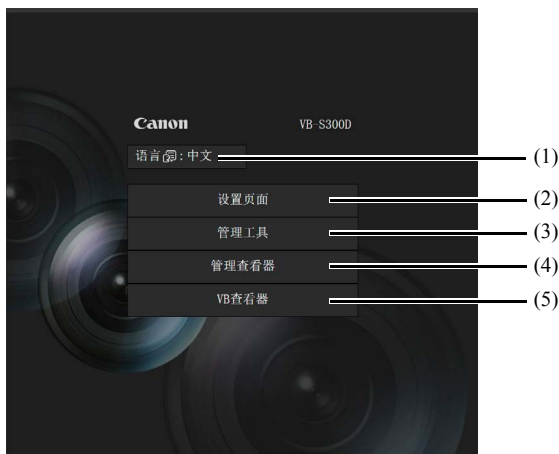 Canon VB-S300D
语言: 中文 (1)
设置页面 (2)
管理工具 (3)
管理查看器 (4)
VB查看器 (5)